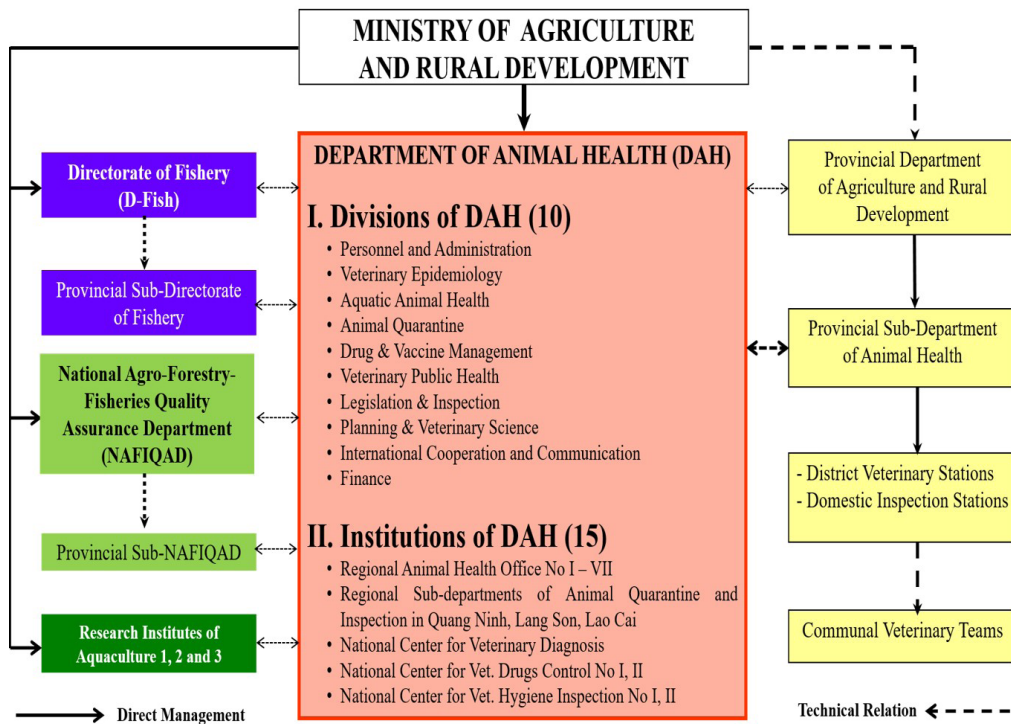 MINISTRY OF AGRICULTURE
AND RURAL DEVELOPMENT
Directorate of Fishery
(D-Fish)
Provincial Sub-Directorate
of Fishery
National Agro-Forestry-
Fisheries Quality
Assurance Department
(NAFIQAD)
Provincial Sub-NAFIQAD
Research Institutes of
Aquaculture 1, 2 and 3
Direct Management
DEPARTMENT OF ANIMAL HEALTH (DAH)
I. Divisions of DAH (10)
• Personnel and Administration
• Veterinary Epidemiology
• Aquatic Animal Health
• Animal Quarantine
• Drug & Vaccine Management
• Veterinary Public Health
• Legislation & Inspection
• Planning & Veterinary Science
• International Cooperation and Communication
• Finance
II. Institutions of DAH (15)
• Regional Animal Health Office No I – VII
• Regional Sub-departments of Animal Quarantine and
Inspection in Quang Ninh, Lang Son, Lao Cai
• National Center for Veterinary Diagnosis
• National Center for Vet. Drugs Control No I, II
• National Center for Vet. Hygiene Inspection No I, II
Provincial Department
of Agriculture and Rural
Development
Provincial Sub-Department
of Animal Health
- District Veterinary Stations
- Domestic Inspection Stations
Communal Veterinary Teams
Technical Relation